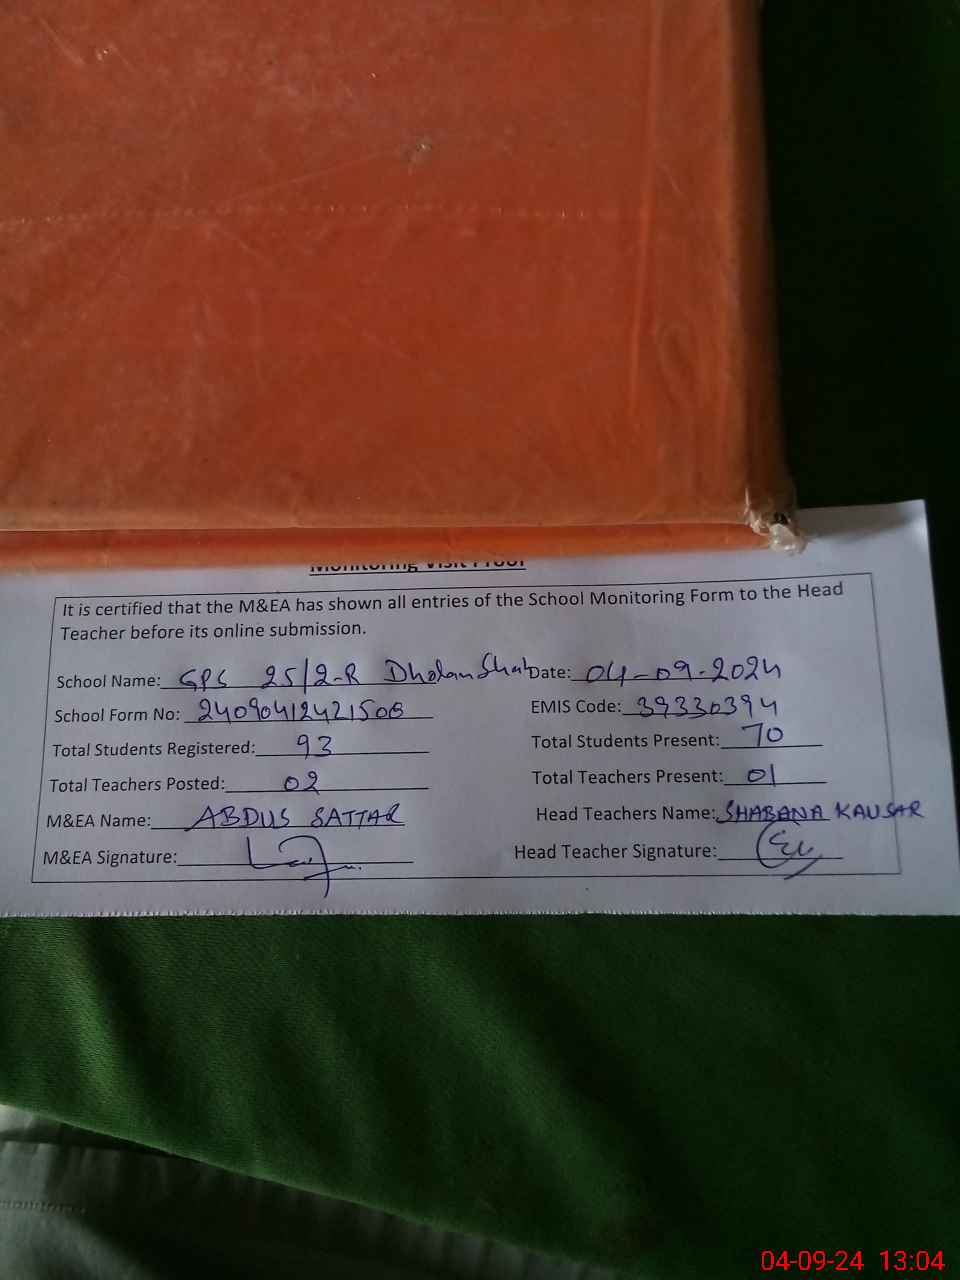 Monitoring Visit Proof
It is certified that the M&EA has shown all entries of the School Monitoring Form to the Head
Teacher before its online submission.
School Name: GPS 25/2-R Dholan Shah Date: 04-09-2024
School Form No: 24090412421508 EMIS Code: 39330394
Total Students Registered: 93 Total Students Present: 70
Total Teachers Posted: 02 Total Teachers Present: 01
M&EA Name: ABDUS SATTAR Head Teachers Name: SHABANA KAUSAR
M&EA Signature: Head Teacher Signature:
04-09-24 13:04